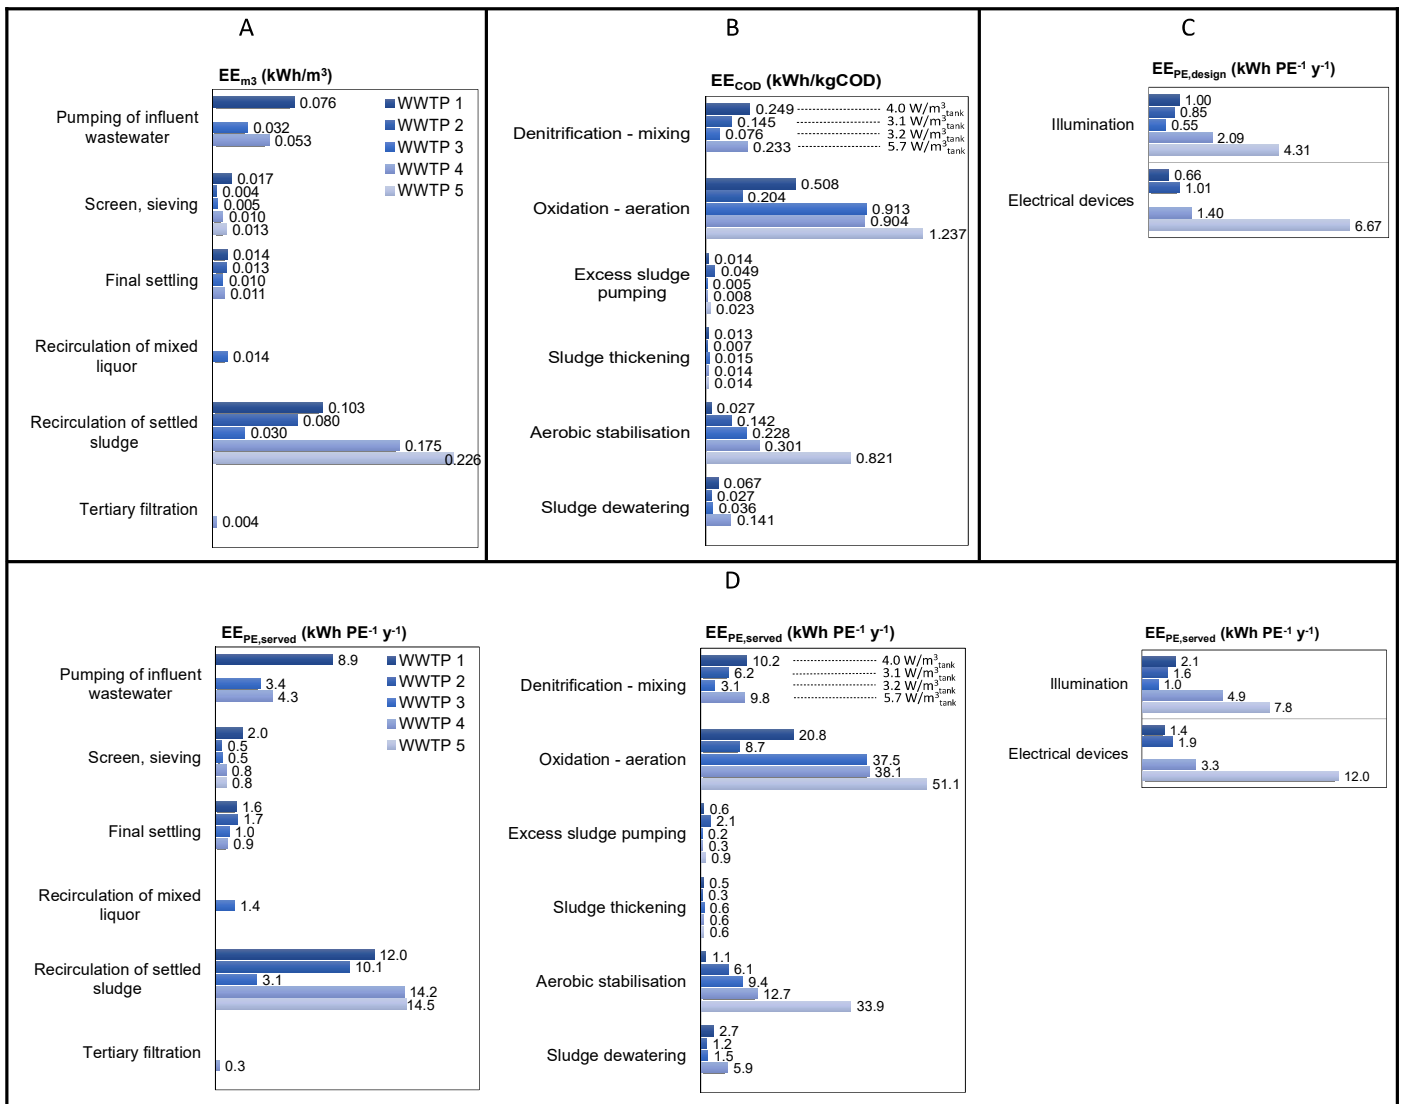 A
EE_m3 (kWh/m³)
WWTP 1
WWTP 2
WWTP 3
WWTP 4
WWTP 5
Pumping of influent
wastewater
0.076
0.032
0.053
Screen, sieving
0.017
0.004
0.005
0.010
0.013
Final settling
0.014
0.013
0.010
0.011
Recirculation of mixed
liquor
0.014
Recirculation of settled
sludge
0.103
0.080
0.030
0.175
0.226
Tertiary filtration
0.004
B
EE_COD (kWh/kgCOD)
Denitrification - mixing
0.249 4.0 W/m³tank
0.145 3.1 W/m³tank
0.076 3.2 W/m³tank
0.233 5.7 W/m³tank
Oxidation - aeration
0.508
0.204
0.913
0.904
1.237
Excess sludge
pumping
0.014
0.049
0.005
0.008
0.023
Sludge thickening
0.013
0.007
0.015
0.014
0.014
Aerobic stabilisation
0.027
0.142
0.228
0.301
0.821
Sludge dewatering
0.067
0.027
0.036
0.141
C
EE_PE,design (kWh PE⁻¹ y⁻¹)
Illumination
1.00
0.85
0.55
2.09
4.31
Electrical devices
0.66
1.01
1.40
6.67
D
EE_PE,served (kWh PE⁻¹ y⁻¹)
WWTP 1
WWTP 2
WWTP 3
WWTP 4
WWTP 5
Pumping of influent
wastewater
8.9
3.4
4.3
Screen, sieving
2.0
0.5
0.5
0.8
0.8
Final settling
1.6
1.7
1.0
0.9
Recirculation of mixed
liquor
1.4
Recirculation of settled
sludge
12.0
10.1
3.1
14.2
14.5
Tertiary filtration
0.3
EE_PE,served (kWh PE⁻¹ y⁻¹)
Denitrification - mixing
10.2 4.0 W/m³tank
6.2 3.1 W/m³tank
3.1 3.2 W/m³tank
9.8 5.7 W/m³tank
Oxidation - aeration
20.8
8.7
37.5
38.1
51.1
Excess sludge pumping
0.6
2.1
0.2
0.3
0.9
Sludge thickening
0.5
0.3
0.6
0.6
0.6
Aerobic stabilisation
1.1
6.1
9.4
12.7
33.9
Sludge dewatering
2.7
1.2
1.5
5.9
EE_PE,served (kWh PE⁻¹ y⁻¹)
Illumination
2.1
1.6
1.0
4.9
7.8
Electrical devices
1.4
1.9
3.3
12.0